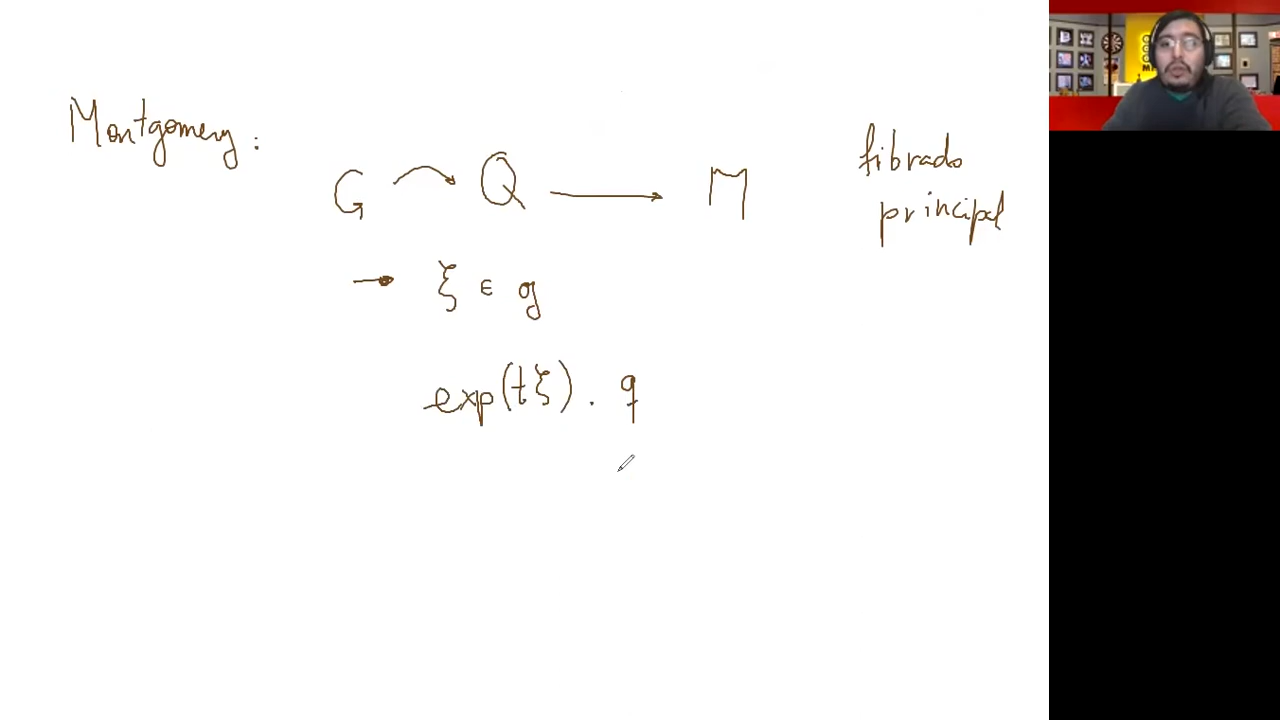 Montgomery :
G ↷ Q ⟶ M
fibrado
principal
→ ξ ∈ g
exp(tξ) . q